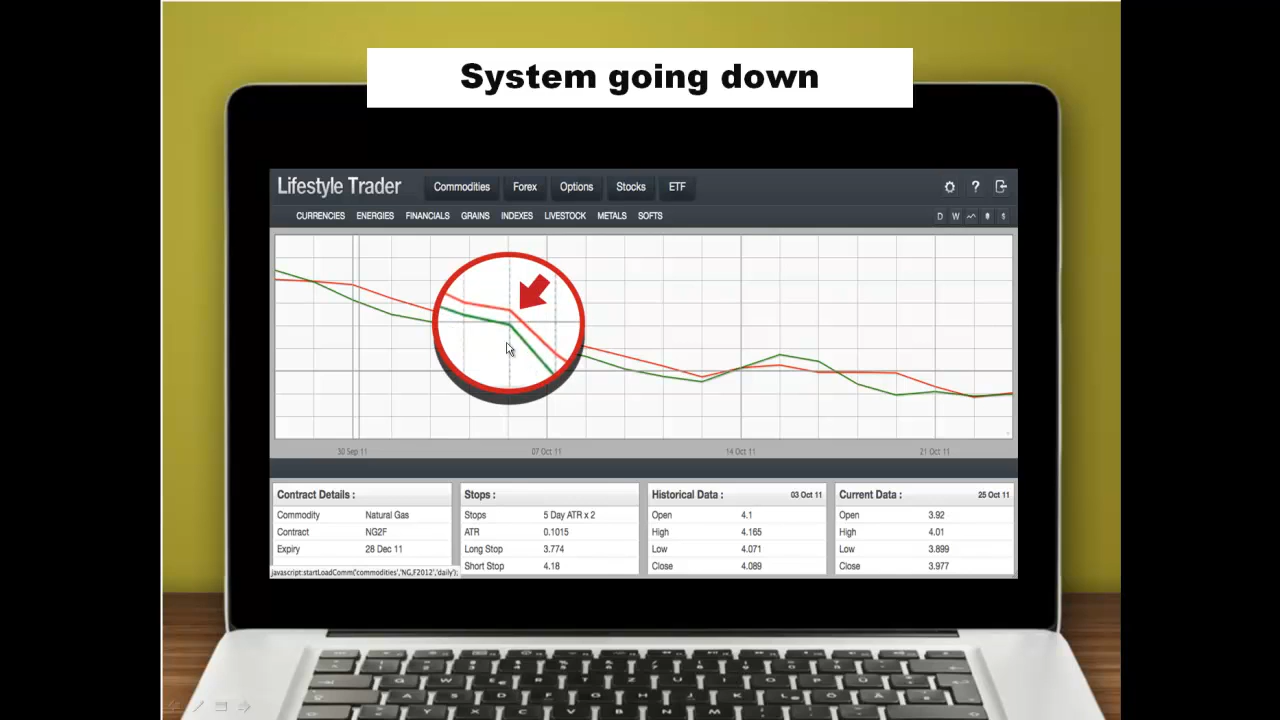 System going down
Lifestyle Trader Commodities Forex Options Stocks ETF ?
CURRENCIES ENERGIES FINANCIALS GRAINS INDEXES LIVESTOCK METALS SOFTS D W $
30 Sep 11 07 Oct 11 14 Oct 11 21 Oct 11
Contract Details :
Commodity Natural Gas
Contract NG2F
Expiry 28 Dec 11
javascript:startLoadComm('commodities','NG,F2012','daily');
Stops :
Stops 5 Day ATR x 2
ATR 0.1015
Long Stop 3.774
Short Stop 4.18
Historical Data : 03 Oct 11
Open 4.1
High 4.165
Low 4.071
Close 4.089
Current Data : 25 Oct 11
Open 3.92
High 4.01
Low 3.899
Close 3.977